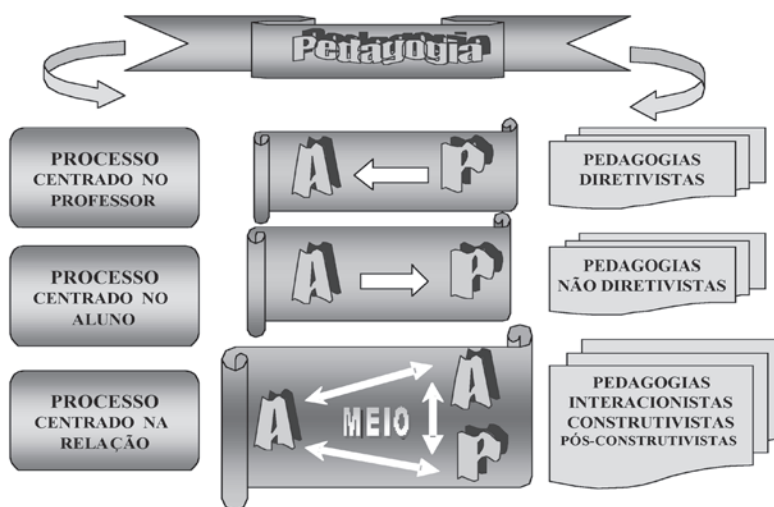 Pedagogia
PROCESSO
CENTRADO NO
PROFESSOR
A P
PEDAGOGIAS
DIRETIVISTAS
PROCESSO
CENTRADO NO
ALUNO
A P
PEDAGOGIAS
NÃO DIRETIVISTAS
PROCESSO
CENTRADO NA
RELAÇÃO
A
A
MEIO
P
PEDAGOGIAS
INTERACIONISTAS
CONSTRUTIVISTAS
PÓS-CONSTRUTIVISTAS